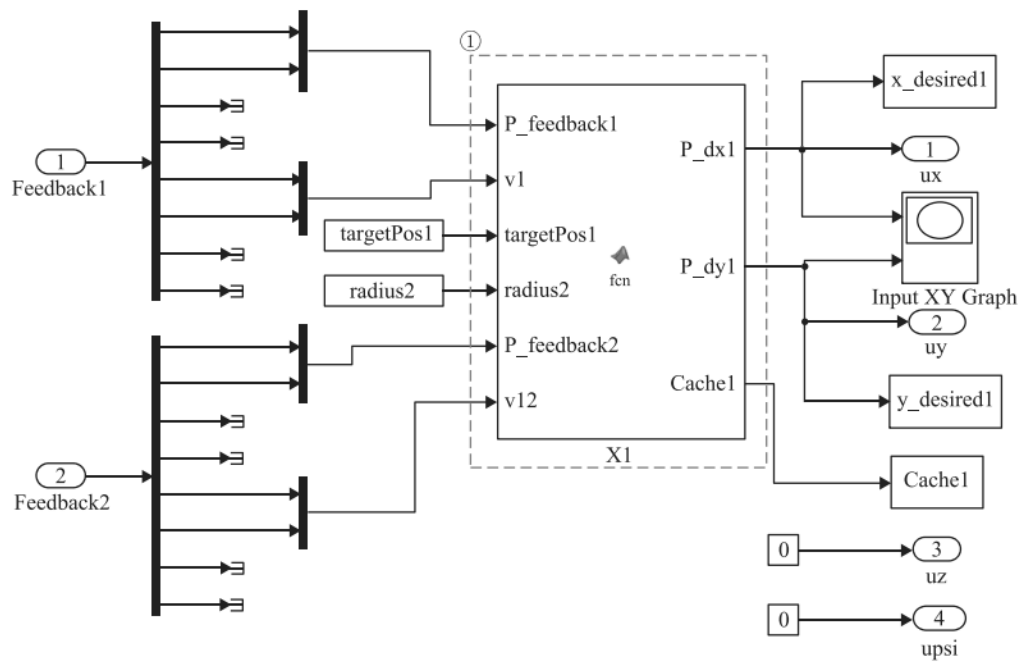 ①
1
Feedback1
2
Feedback2
targetPos1
radius2
P_feedback1
v1
targetPos1
radius2
P_feedback2
v12
fcn
P_dx1
P_dy1
Cache1
X1
x_desired1
1
ux
Input XY Graph
2
uy
y_desired1
Cache1
0
3
uz
0
4
upsi